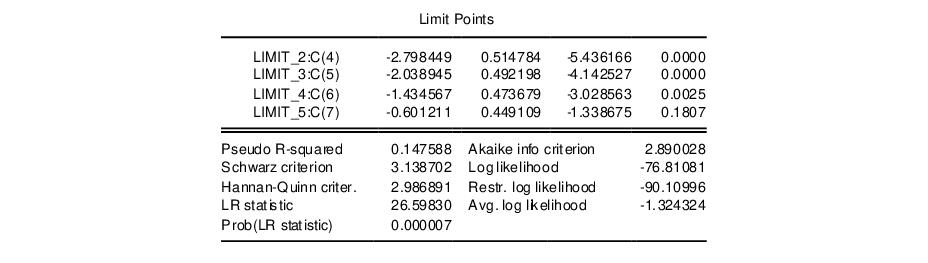 Limit Points
LIMIT_2:C(4) -2.798449 0.514784 -5.436166 0.0000
LIMIT_3:C(5) -2.038945 0.492198 -4.142527 0.0000
LIMIT_4:C(6) -1.434567 0.473679 -3.028563 0.0025
LIMIT_5:C(7) -0.601211 0.449109 -1.338675 0.1807
Pseudo R-squared 0.147588 Akaike info criterion 2.890028
Schwarz criterion 3.138702 Log likelihood -76.81081
Hannan-Quinn criter. 2.986891 Restr. log likelihood -90.10996
LR statistic 26.59830 Avg. log likelihood -1.324324
Prob(LR statistic) 0.000007